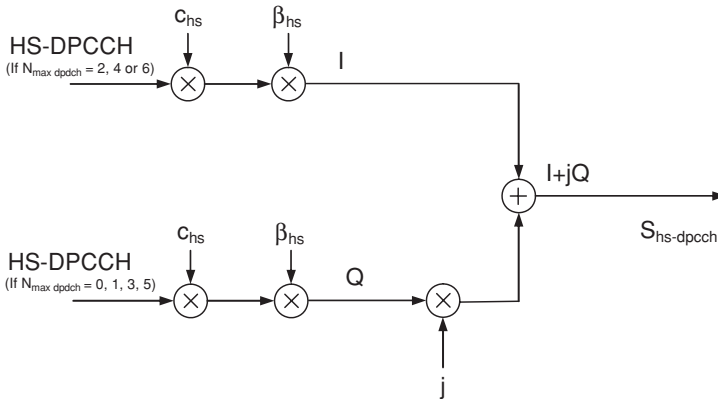 c_hs β_hs
HS-DPCCH
(If N_max dpdch = 2, 4 or 6)
I
I+jQ
S_hs-dpcch
c_hs β_hs
HS-DPCCH
(If N_max dpdch = 0, 1, 3, 5)
Q
j